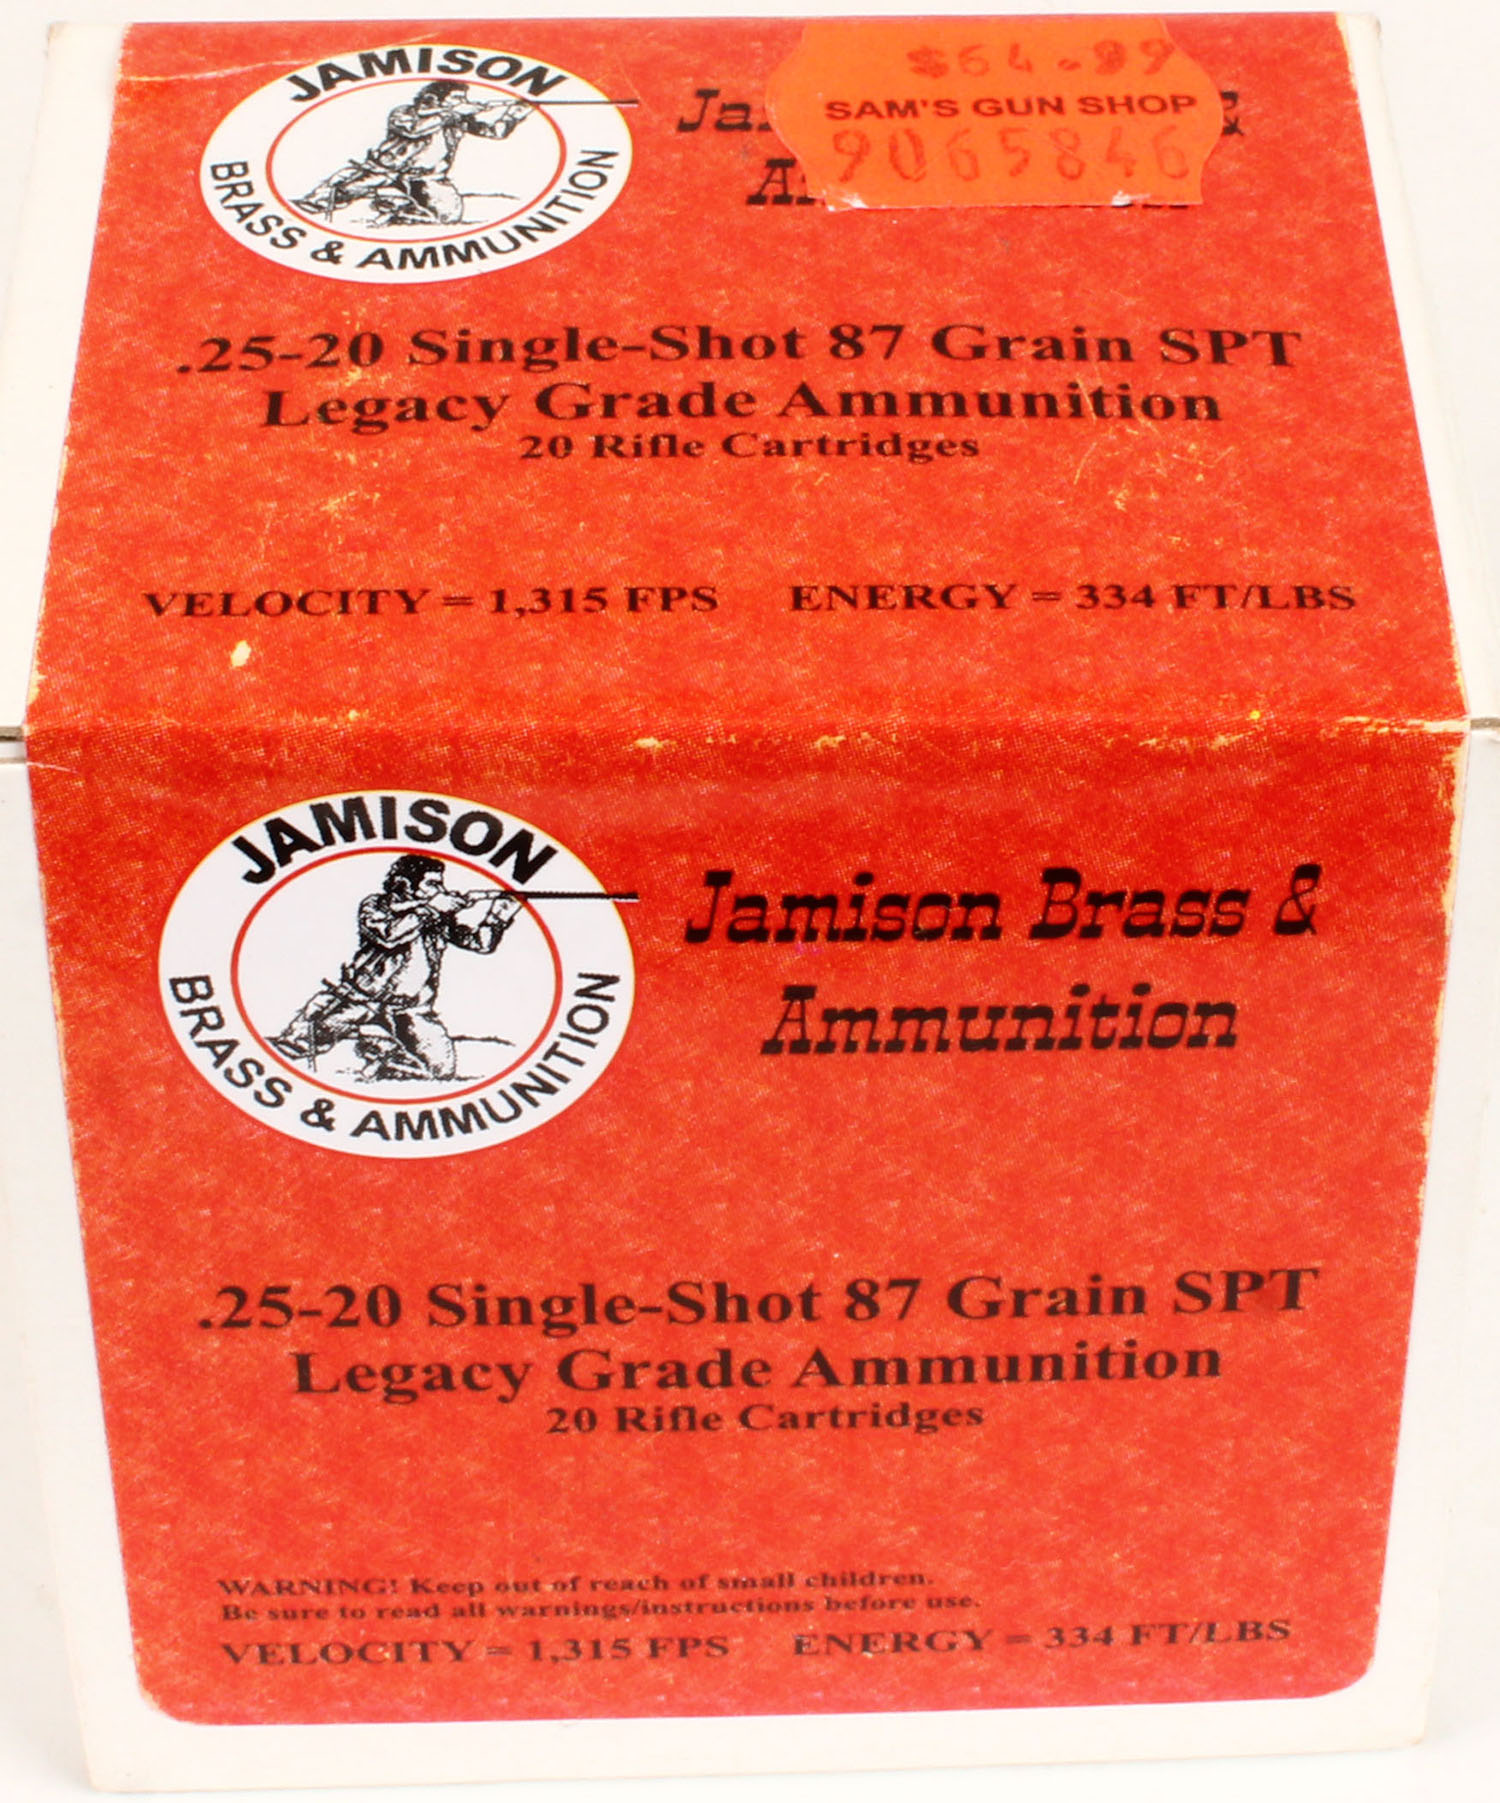 JAMISON
BRASS & AMMUNITION
$64.99
SAM'S GUN SHOP
9065846
.25-20 Single-Shot 87 Grain SPT
Legacy Grade Ammunition
20 Rifle Cartridges
VELOCITY = 1,315 FPS ENERGY = 334 FT/LBS
JAMISON
BRASS & AMMUNITION
Jamison Brass &
Ammunition
.25-20 Single-Shot 87 Grain SPT
Legacy Grade Ammunition
20 Rifle Cartridges
WARNING! Keep out of reach of small children.
Be sure to read all warnings/instructions before use.
VELOCITY = 1,315 FPS ENERGY = 334 FT/LBS